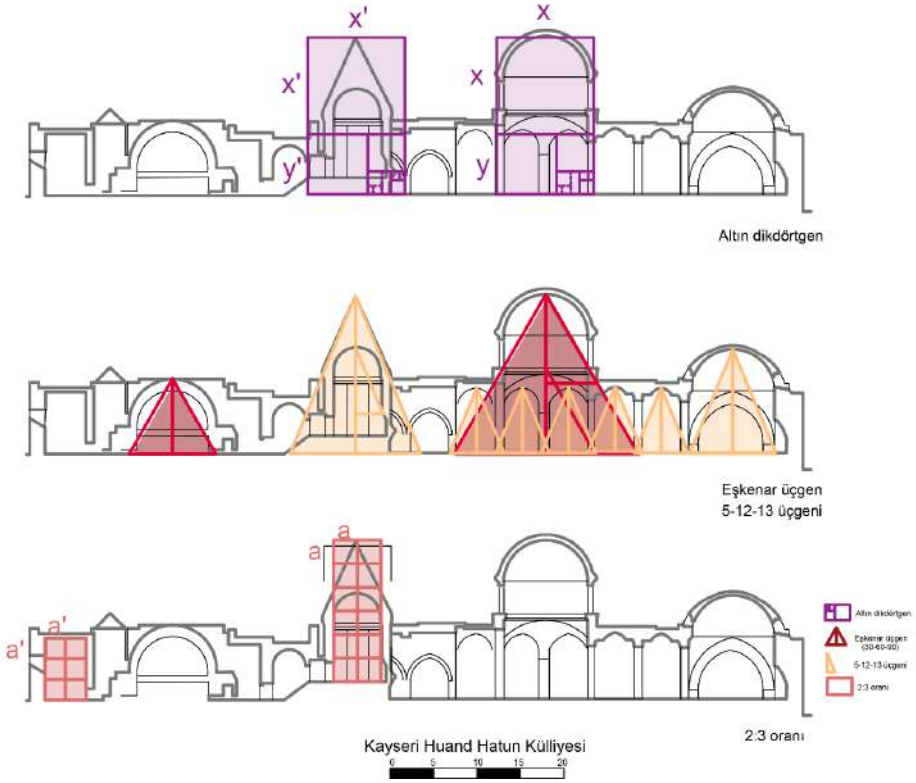 x'
x
x'
x
y'
y
Altın dikdörtgen
Eşkenar üçgen
5-12-13 üçgeni
a
a
a'
a'
Altın dikdörtgen
Eşkenar üçgen
(30-60-90)
5-12-13 üçgeni
2:3 oranı
2:3 oranı
Kayseri Huand Hatun Külliyesi
0 5 10 15 20